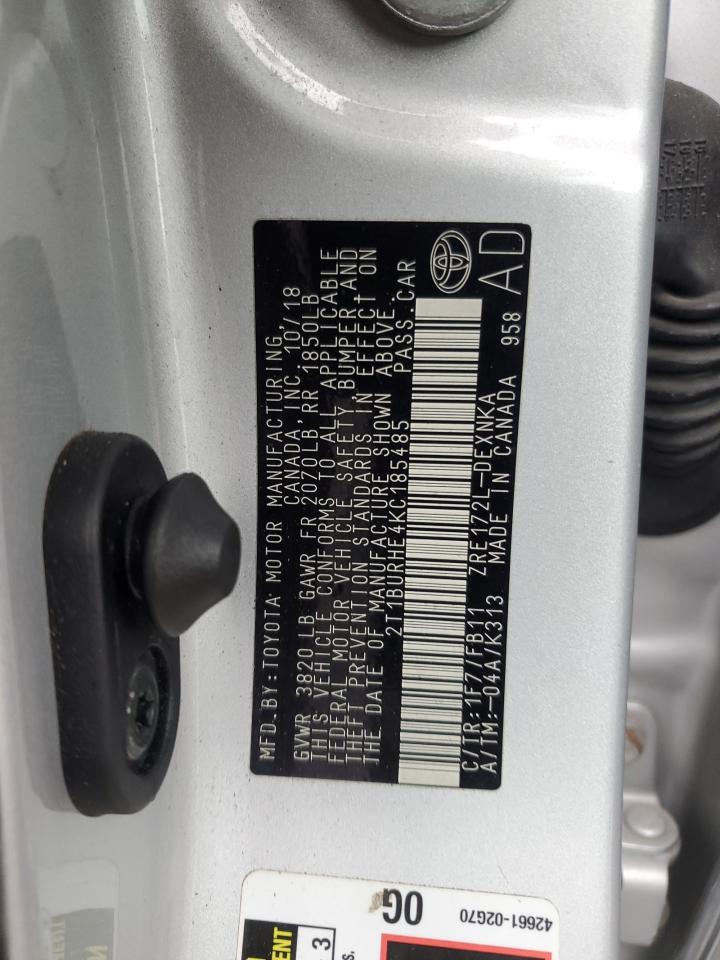 MFD.BY:TOYOTA MOTOR MANUFACTURING,
CANADA, INC. 10/18
GVWR 3820LB GAWR FR 2070LB, RR 1850LB
THIS VEHICLE CONFORMS TO ALL APPLICABLE
FEDERAL MOTOR VEHICLE SAFETY, BUMPER, AND
THEFT PREVENTION STANDARDS IN EFFECT ON
THE DATE OF MANUFACTURE SHOWN ABOVE.
2T1BURHE4KC185485 PASS. CAR
C/TR:1F7/FB11 ZRE172L-DEXNKA
A/TM:-04A/K313 MADE IN CANADA 958
AD
0G
42661-02G70
3